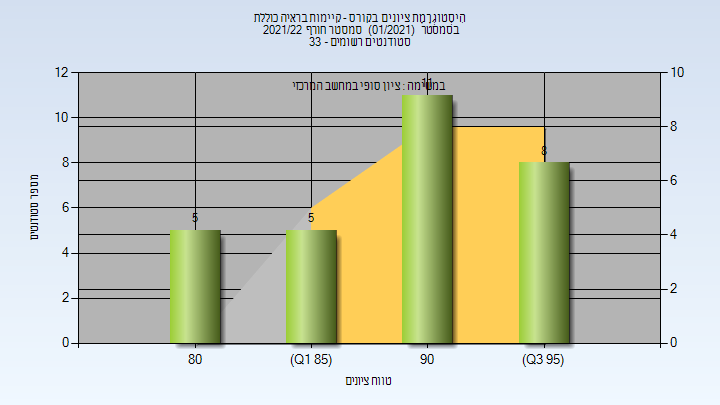 היסטוגרמת ציונים בקורס - קיימות בראיה כוללת
בסמסטר (01/2021) סמסטר חורף 2021/22
סטודנטים רשומים - 33
במשימה : ציון סופי במחשב המרכזי
12
10
8
6
4
2
0
10
8
6
4
2
0
5
5
11
8
מספר סטודנטים
80
(Q1 85)
90
(Q3 95)
טווח ציונים